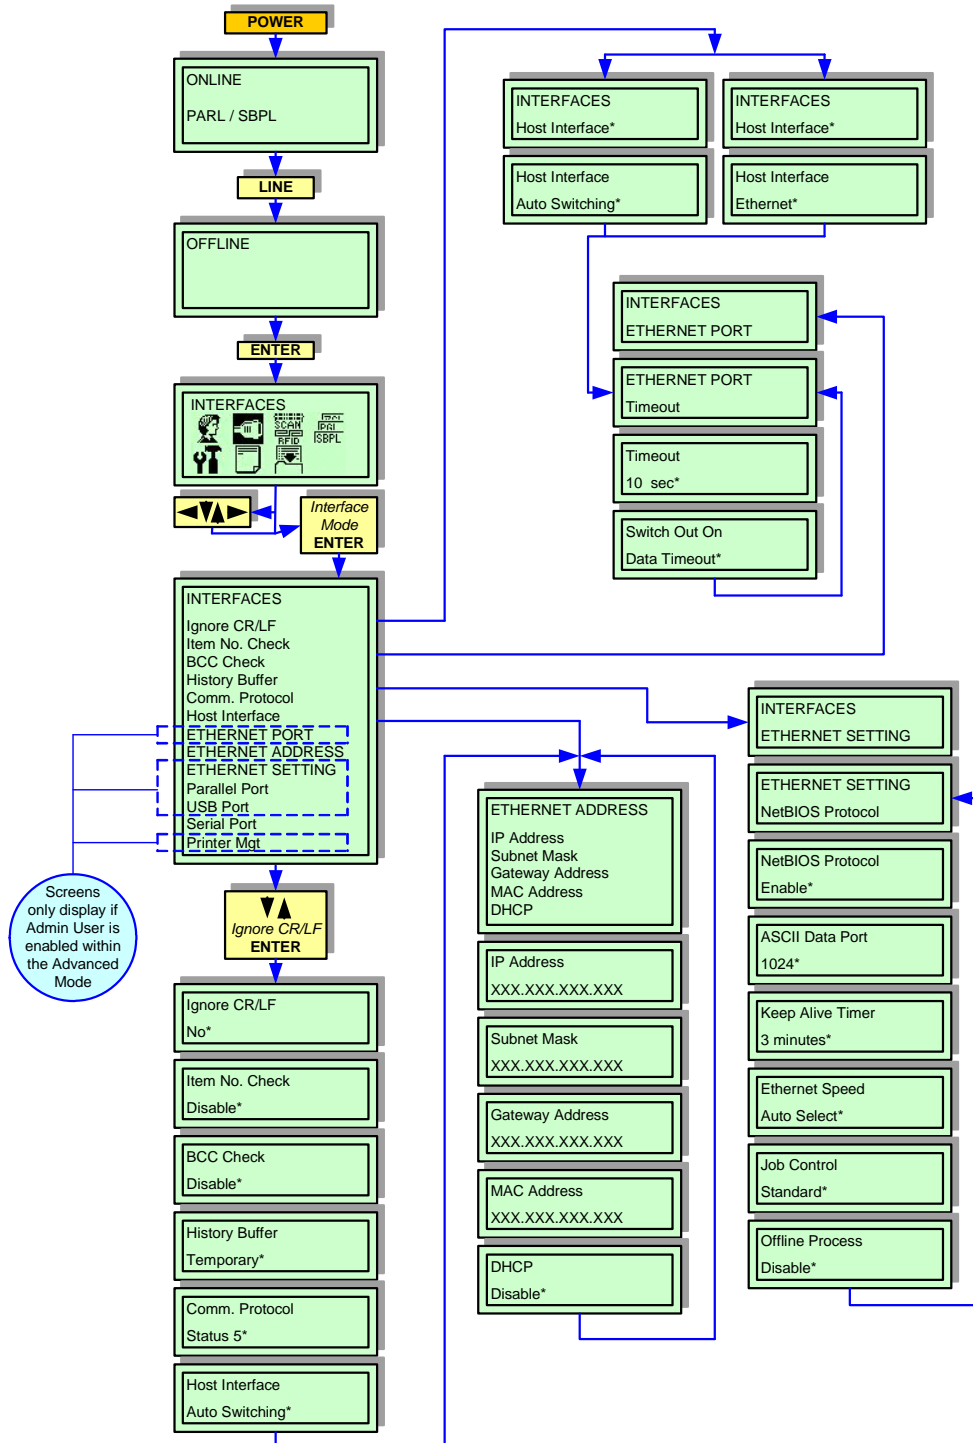 POWER
ONLINE
PARL / SBPL
LINE
OFFLINE
ENTER
INTERFACES
SCAN
RFID
PGL
SBPL
Interface
Mode
ENTER
INTERFACES
Ignore CR/LF
Item No. Check
BCC Check
History Buffer
Comm. Protocol
Host Interface
ETHERNET PORT
ETHERNET ADDRESS
ETHERNET SETTING
Parallel Port
USB Port
Serial Port
Printer Mgt
Screens
only display if
Admin User is
enabled within
the Advanced
Mode
Ignore CR/LF
ENTER
Ignore CR/LF
No*
Item No. Check
Disable*
BCC Check
Disable*
History Buffer
Temporary*
Comm. Protocol
Status 5*
Host Interface
Auto Switching*
INTERFACES
Host Interface*
Host Interface
Auto Switching*
INTERFACES
Host Interface*
Host Interface
Ethernet*
INTERFACES
ETHERNET PORT
ETHERNET PORT
Timeout
Timeout
10 sec*
Switch Out On
Data Timeout*
ETHERNET ADDRESS
IP Address
Subnet Mask
Gateway Address
MAC Address
DHCP
IP Address
XXX.XXX.XXX.XXX
Subnet Mask
XXX.XXX.XXX.XXX
Gateway Address
XXX.XXX.XXX.XXX
MAC Address
XXX.XXX.XXX.XXX
DHCP
Disable*
INTERFACES
ETHERNET SETTING
ETHERNET SETTING
NetBIOS Protocol
NetBIOS Protocol
Enable*
ASCII Data Port
1024*
Keep Alive Timer
3 minutes*
Ethernet Speed
Auto Select*
Job Control
Standard*
Offline Process
Disable*